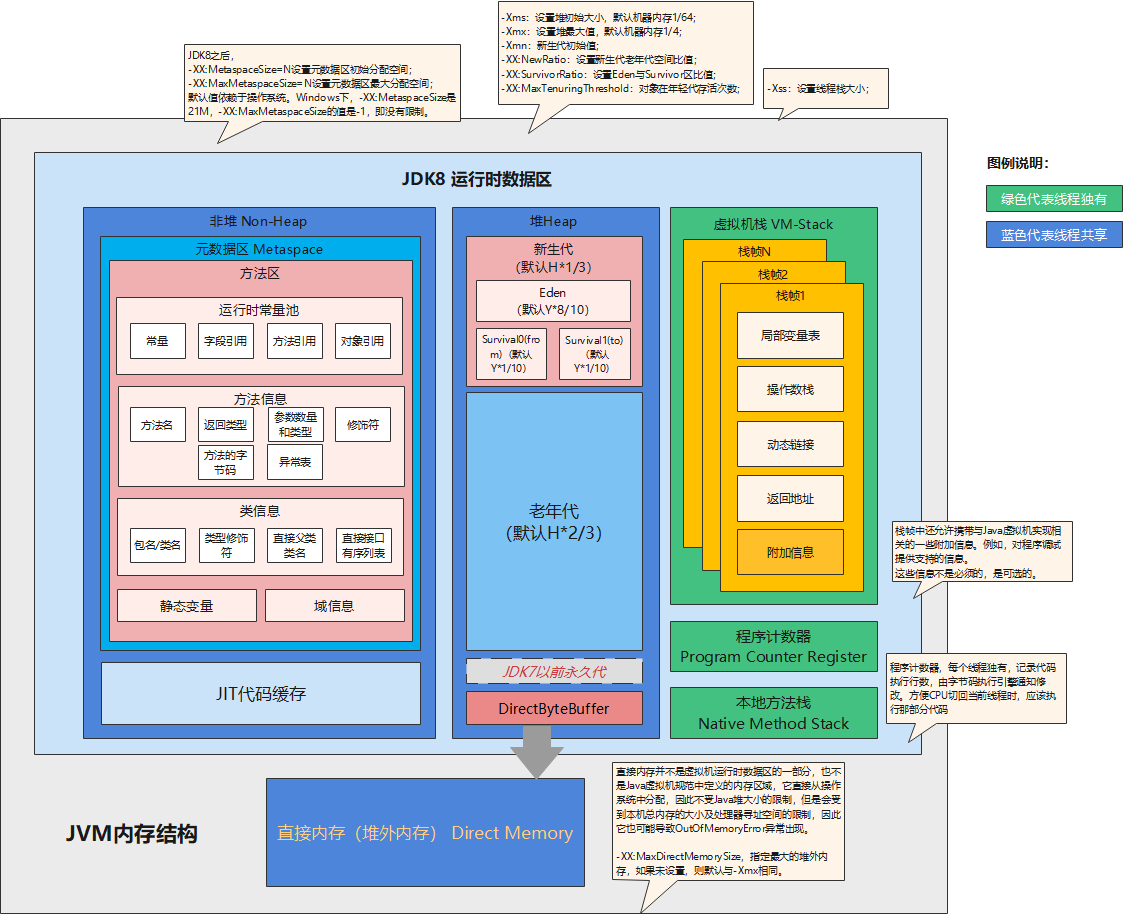 -Xms：设置堆初始大小，默认机器内存1/64;
-Xmx：设置堆最大值，默认机器内存1/4;
-Xmn：新生代初始值;
-XX:NewRatio：设置新生代老年代空间比值;
-XX:SurvivorRatio：设置Eden与Survivor区比值;
-XX:MaxTenuringThreshold：对象在年轻代存活次数;
JDK8之后，
-XX:MetaspaceSize=N设置元数据区初始分配空间;
-XX:MaxMetaspaceSize= N设置元数据区最大分配空间;
默认值依赖于操作系统。Windows下，-XX:MetaspaceSize是
21M，-XX:MaxMetaspaceSize的值是-1，即没有限制。
-Xss：设置线程栈大小;
图例说明：
绿色代表线程独有
蓝色代表线程共享
JDK8 运行时数据区
非堆 Non-Heap
元数据区 Metaspace
方法区
运行时常量池
常量
字段引用
方法引用
对象引用
方法信息
方法名
返回类型
参数数量
和类型
修饰符
方法的字
节码
异常表
类信息
包名/类名
类型修饰
符
直接父类
类名
直接接口
有序列表
静态变量
域信息
JIT代码缓存
堆Heap
新生代
（默认H*1/3）
Eden
（默认Y*8/10）
Survival0(fro
m)（默认
Y*1/10）
Survival1(to)
（默认
Y*1/10）
老年代
（默认H*2/3）
JDK7以前永久代
DirectByteBuffer
虚拟机栈 VM-Stack
栈帧N
栈帧2
栈帧1
局部变量表
操作数栈
动态链接
返回地址
附加信息
程序计数器
Program Counter Register
本地方法栈
Native Method Stack
栈帧中还允许携带与Java虚拟机实现相
关的一些附加信息。例如，对程序调试
提供支持的信息。
这些信息不是必须的，是可选的。
程序计数器，每个线程独有，记录代码
执行行数，由字节码执行引擎通知修
改。方便CPU切回当前线程时，应该执
行那部分代码
JVM内存结构
直接内存（堆外内存） Direct Memory
直接内存并不是虚拟机运行时数据区的一部分，也不
是Java虚拟机规范中定义的内存区域，它直接从操作
系统中分配，因此不受Java堆大小的限制，但是会受
到本机总内存的大小及处理器寻址空间的限制，因此
它也可能导致OutOfMemoryError异常出现。
-XX:MaxDirectMemorySize，指定最大的堆外内
存，如果未设置，则默认与-Xmx相同。